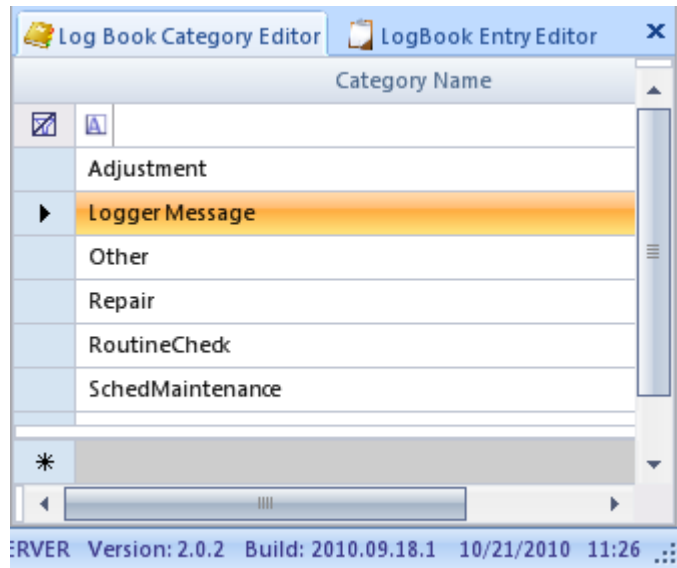 Log Book Category Editor LogBook Entry Editor
Category Name
A
Adjustment
Logger Message
Other
Repair
RoutineCheck
SchedMaintenance
ERVER Version: 2.0.2 Build: 2010.09.18.1 10/21/2010 11:26